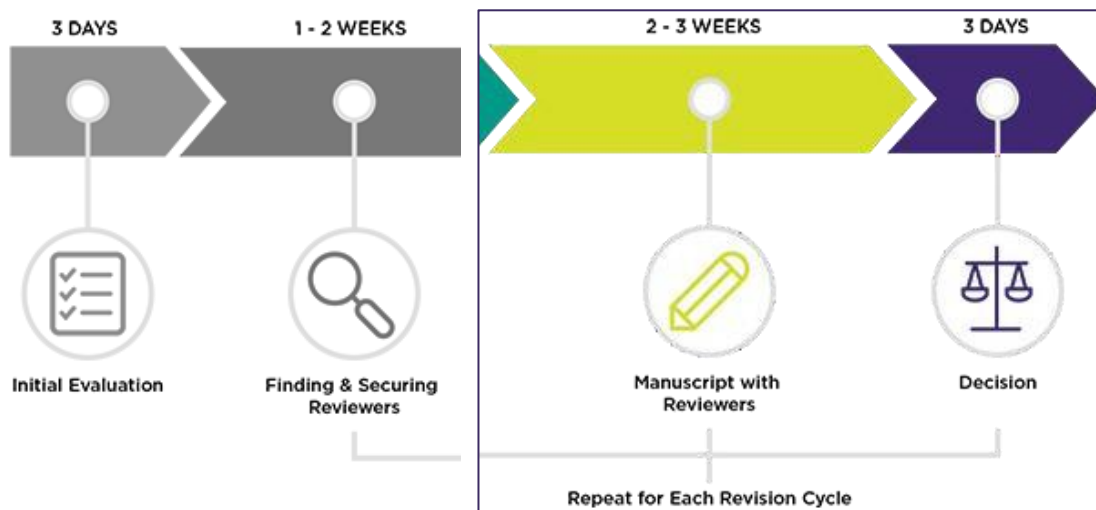 3 DAYS
1 - 2 WEEKS
2 - 3 WEEKS
3 DAYS
Initial Evaluation
Finding & Securing
Reviewers
Manuscript with
Reviewers
Decision
Repeat for Each Revision Cycle